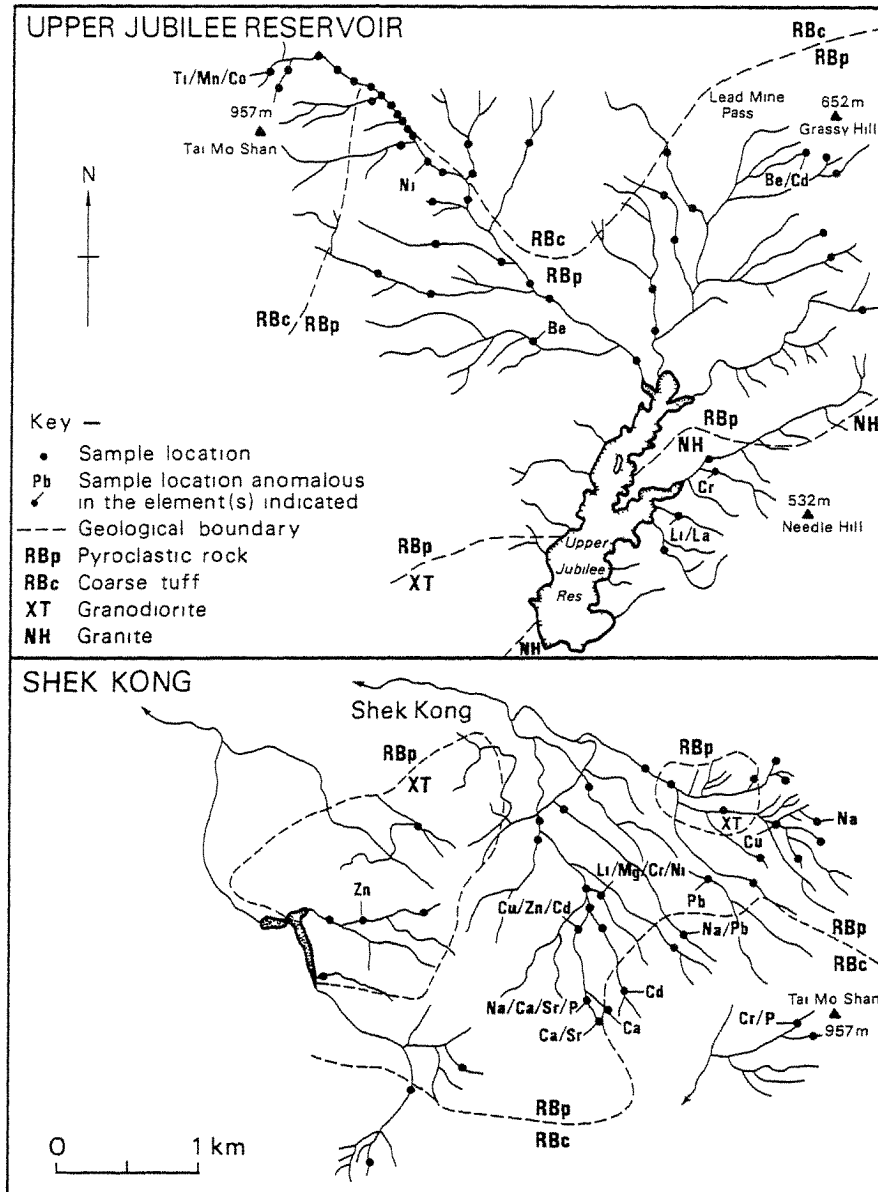 UPPER JUBILEE RESERVOIR
RBc
RBp
Ti/Mn/Co
957m
Tai Mo Shan
Lead Mine
Pass
652m
Grassy Hill
N
Ni
Be/Cd
RBc
RBp
RBc
RBp
Be
Key —
Sample location
Pb Sample location anomalous
in the element(s) indicated
Geological boundary
RBp Pyroclastic rock
RBc Coarse tuff
XT Granodiorite
NH Granite
RBp
NH
NH
Cr
532m
Needle Hill
Li/La
RBp
XT
Upper
Jubilee
Res
NH
SHEK KONG
Shek Kong
RBp
XT
RBp
XT
Na
Cu
Zn
Li/Mg/Cr/Ni
Pb
Cu/Zn/Cd
Na/Pb
RBp
RBc
Cd
Na/Ca/Sr/P
Ca
Ca/Sr
Cr/P
Tai Mo Shan
957m
RBp
RBc
0 1 km